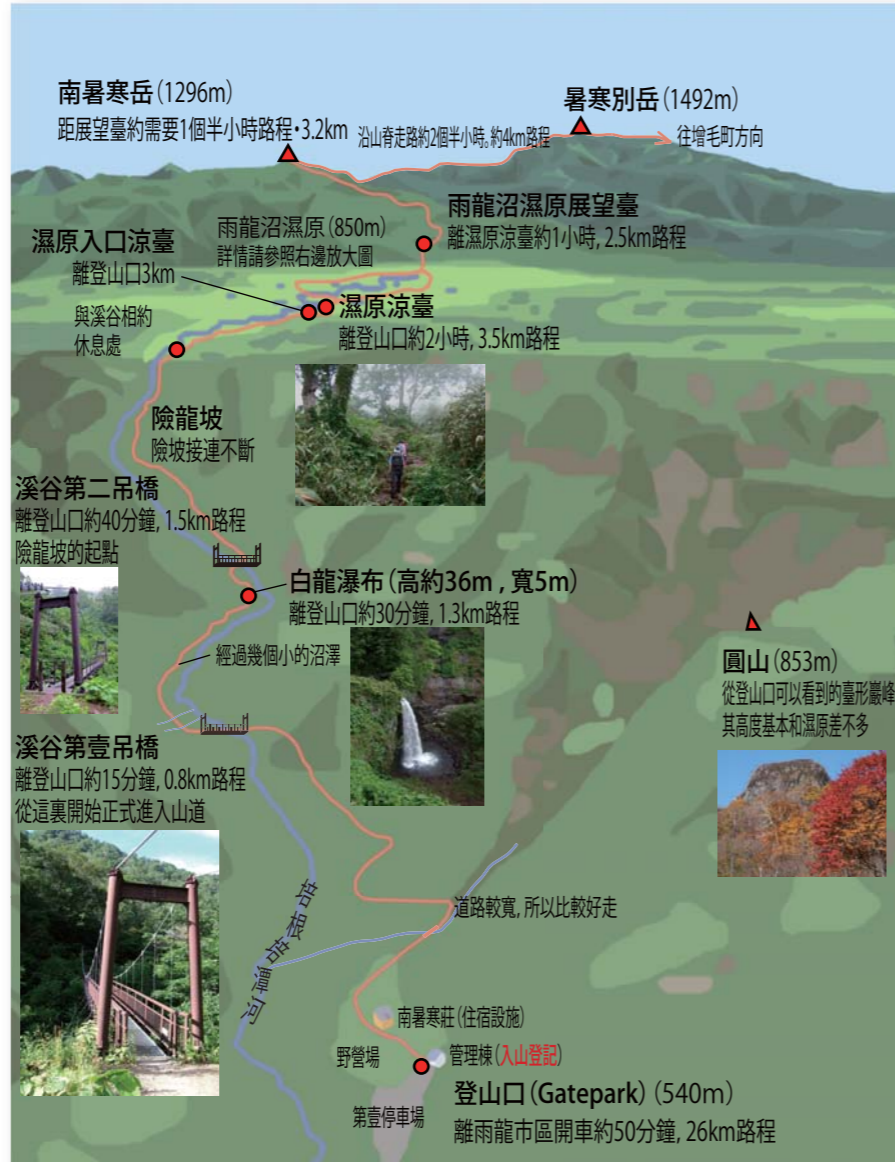 南暑寒岳(1296m)
距展望臺約需要1個半小時路程・3.2km
沿山脊走路約2個半小時。約4km路程
暑寒別岳(1492m)
往增毛町方向
雨龍沼濕原展望臺
離濕原涼臺約1小時, 2.5km路程
雨龍沼濕原(850m)
詳情請參照右邊放大圖
濕原入口涼臺
離登山口3km
與溪谷相約
休息處
濕原涼臺
離登山口約2小時, 3.5km路程
險龍坡
險坡接連不斷
溪谷第二吊橋
離登山口約40分鐘, 1.5km路程
險龍坡的起點
白龍瀑布(高約36m , 寬5m)
離登山口約30分鐘, 1.3km路程
經過幾個小的沼澤
圓山(853m)
從登山口可以看到的臺形巖峰
其高度基本和濕原差不多
溪谷第壹吊橋
離登山口約15分鐘, 0.8km路程
從這裏開始正式進入山道
道路較寬, 所以比較好走
南暑寒莊(住宿設施)
野營場
管理棟(入山登記)
登山口(Gatepark)(540m)
離雨龍市區開車約50分鐘, 26km路程
第壹停車場